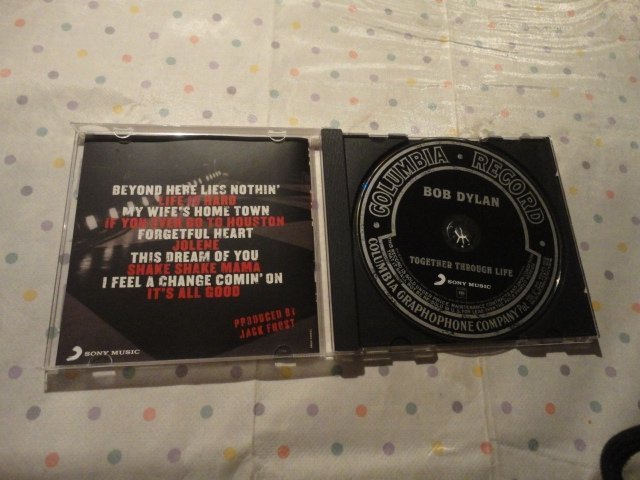 BEYOND HERE LIES NOTHIN'
LIFE IS HARD
MY WIFE'S HOME TOWN
IF YOU EVER GO TO HOUSTON
FORGETFUL HEART
JOLENE
THIS DREAM OF YOU
SHAKE SHAKE MAMA
I FEEL A CHANGE COMIN' ON
IT'S ALL GOOD
PRODUCED BY
JACK FROST
SONY MUSIC
COLUMBIA · RECORD
BOB DYLAN
TOGETHER THROUGH LIFE
SONY MUSIC
COLUMBIA GRAPHOPHONE COMPANY